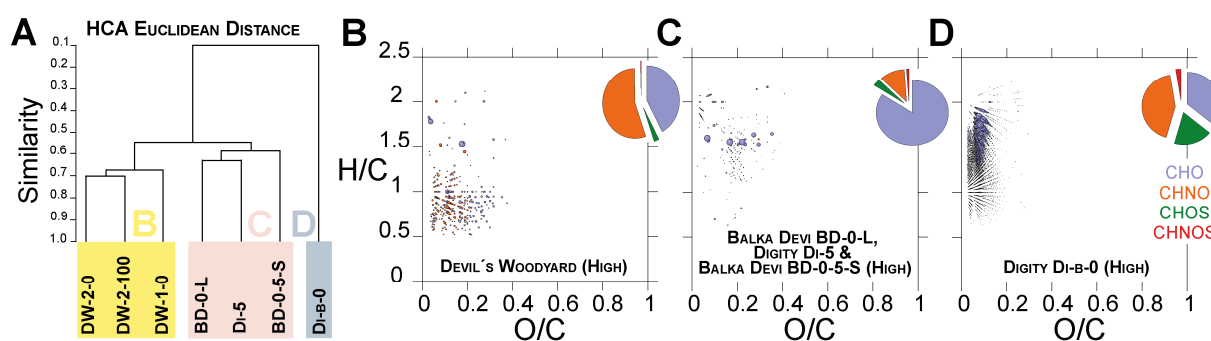 A
HCA EUCLIDEAN DISTANCE
Similarity
0.1
0.2
0.3
0.4
0.5
0.6
0.7
0.8
0.9
1.0
B
C
D
DW-2-0
DW-2-100
DW-1-0
BD-0-L
DI-5
BD-0-5-S
DI-B-0
B
2.5
2
1.5
H/C
1
0.5
0
DEVIL´S WOODYARD (HIGH)
0
0.2
0.4
0.6
0.8
1
O/C
C
BALKA DEVI BD-0-L,
DIGITY DI-5 &
BALKA DEVI BD-0-5-S (HIGH)
0
0.2
0.4
0.6
0.8
1
O/C
D
CHO
CHNO
CHOS
CHNOS
DIGITY DI-B-0 (HIGH)
0
0.2
0.4
0.6
0.8
1
O/C